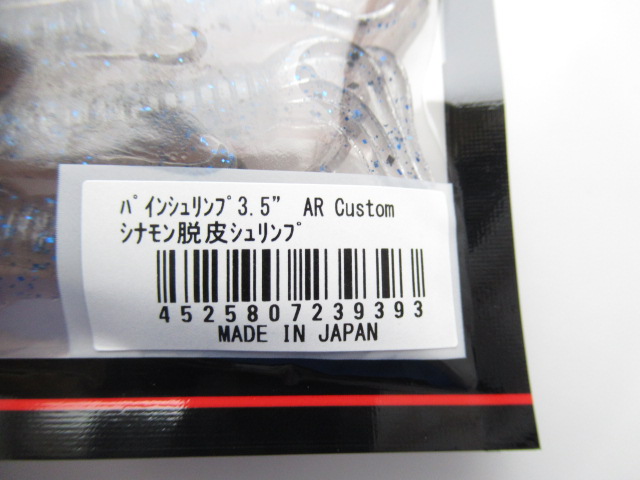 ﾊﾟｲﾝｼｭﾘﾝﾌﾟ3.5” AR Custom
ｼﾅﾓﾝ脱皮ｼｭﾘﾝﾌﾟ
4525807239393
MADE IN JAPAN